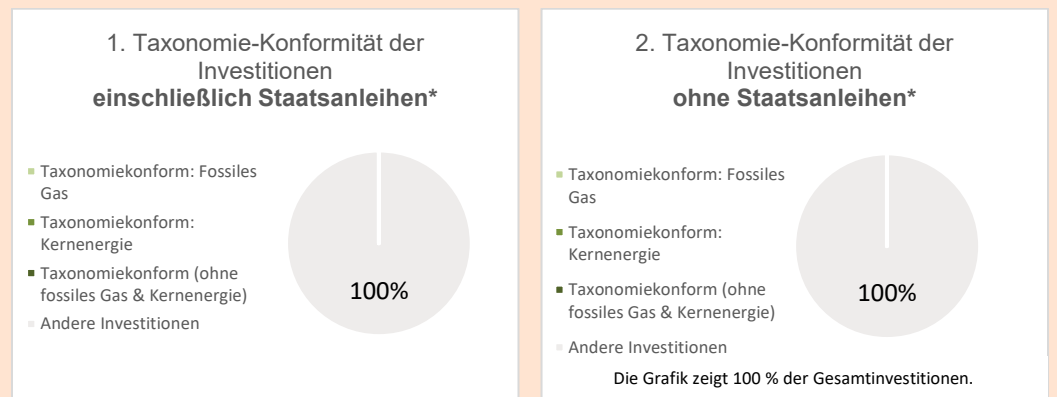 1. Taxonomie-Konformität der
Investitionen
einschließlich Staatsanleihen*
Taxonomiekonform: Fossiles
Gas
Taxonomiekonform:
Kernenergie
Taxonomiekonform (ohne
fossiles Gas & Kernenergie)
Andere Investitionen
100%
2. Taxonomie-Konformität der
Investitionen
ohne Staatsanleihen*
Taxonomiekonform: Fossiles
Gas
Taxonomiekonform:
Kernenergie
Taxonomiekonform (ohne
fossiles Gas & Kernenergie)
Andere Investitionen
100%
Die Grafik zeigt 100 % der Gesamtinvestitionen.